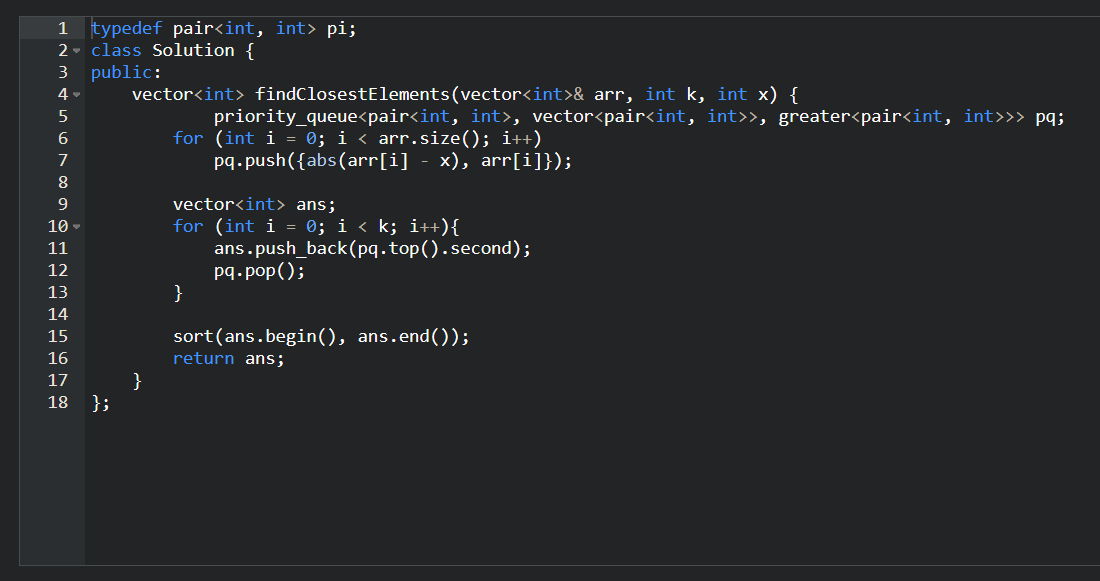 1 typedef pair<int, int> pi;
2 class Solution {
3 public:
4     vector<int> findClosestElements(vector<int>& arr, int k, int x) {
5             priority_queue<pair<int, int>, vector<pair<int, int>>, greater<pair<int, int>>> pq;
6         for (int i = 0; i < arr.size(); i++)
7             pq.push({abs(arr[i] - x), arr[i]});
8
9         vector<int> ans;
10         for (int i = 0; i < k; i++){
11             ans.push_back(pq.top().second);
12             pq.pop();
13         }
14
15         sort(ans.begin(), ans.end());
16         return ans;
17     }
18 };